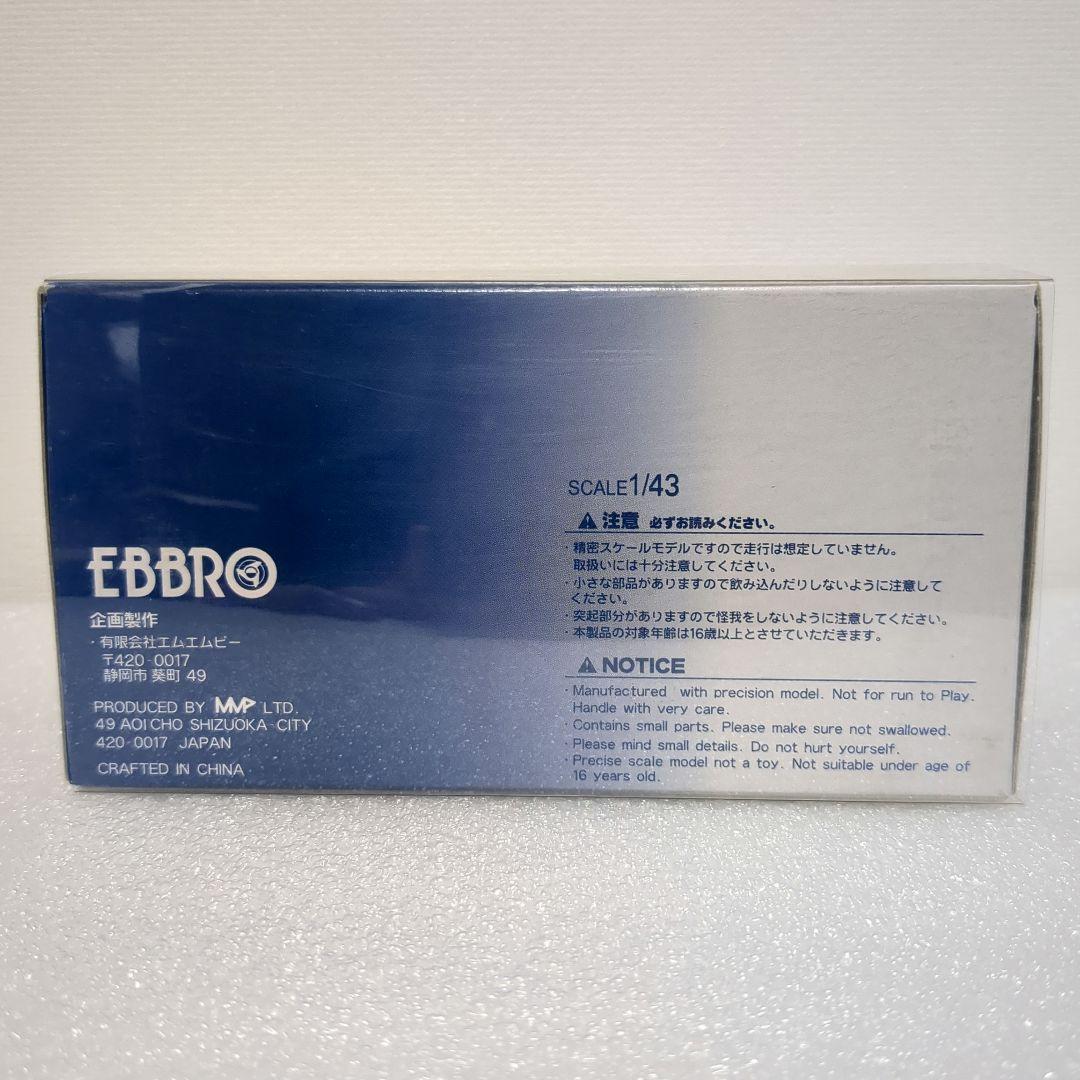 EBBRO
企画製作
・有限会社エムエムピー
〒420-0017
静岡市 葵町 49
PRODUCED BY MMP LTD.
49 AOI CHO SHIZUOKA-CITY
420-0017 JAPAN
CRAFTED IN CHINA
SCALE1/43
⚠ 注意 必ずお読みください。
・精密スケールモデルですので走行は想定していません。
取扱いには十分注意してください。
・小さな部品がありますので飲み込んだりしないように注意して
ください。
・突起部分がありますので怪我をしないように注意してください。
・本製品の対象年齢は16歳以上とさせていただきます。
⚠ NOTICE
・Manufactured with precision model. Not for run to Play.
Handle with very care.
・Contains small parts. Please make sure not swallowed.
・Please mind small details. Do not hurt yourself.
・Precise scale model not a toy. Not suitable under age of
16 years old.